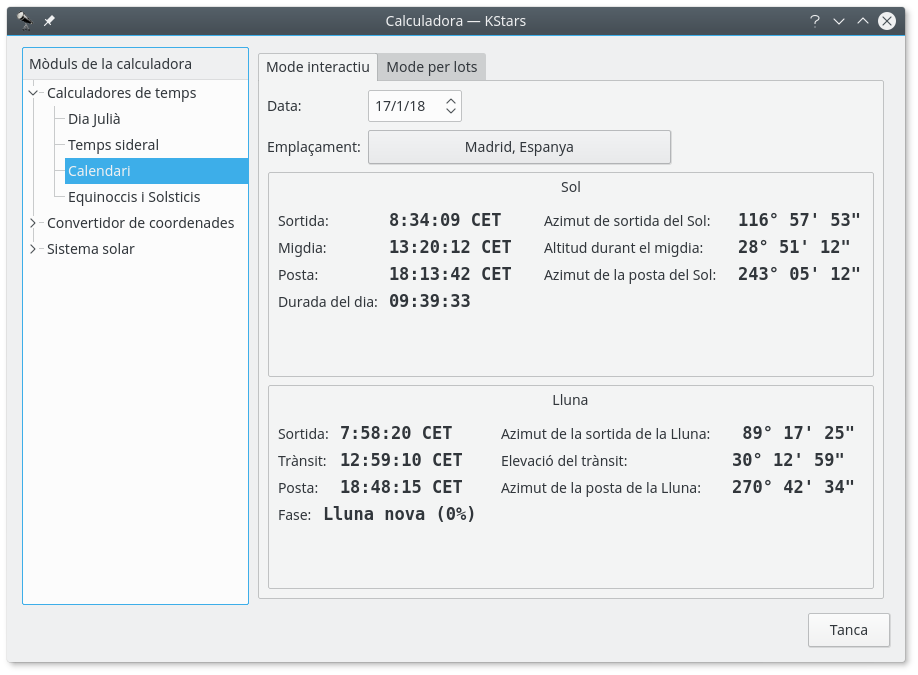 Calculadora — KStars
Mòduls de la calculadora
Calculadores de temps
Dia Julià
Temps sideral
Calendari
Equinoccis i Solsticis
Convertidor de coordenades
Sistema solar
Mode interactiu
Mode per lots
Data: 17/1/18
Emplaçament: Madrid, Espanya
Sol
Sortida: 8:34:09 CET Azimut de sortida del Sol: 116° 57' 53"
Migdia: 13:20:12 CET Altitud durant el migdia: 28° 51' 12"
Posta: 18:13:42 CET Azimut de la posta del Sol: 243° 05' 12"
Durada del dia: 09:39:33
Lluna
Sortida: 7:58:20 CET Azimut de la sortida de la Lluna: 89° 17' 25"
Trànsit: 12:59:10 CET Elevació del trànsit: 30° 12' 59"
Posta: 18:48:15 CET Azimut de la posta de la Lluna: 270° 42' 34"
Fase: Lluna nova (0%)
Tanca